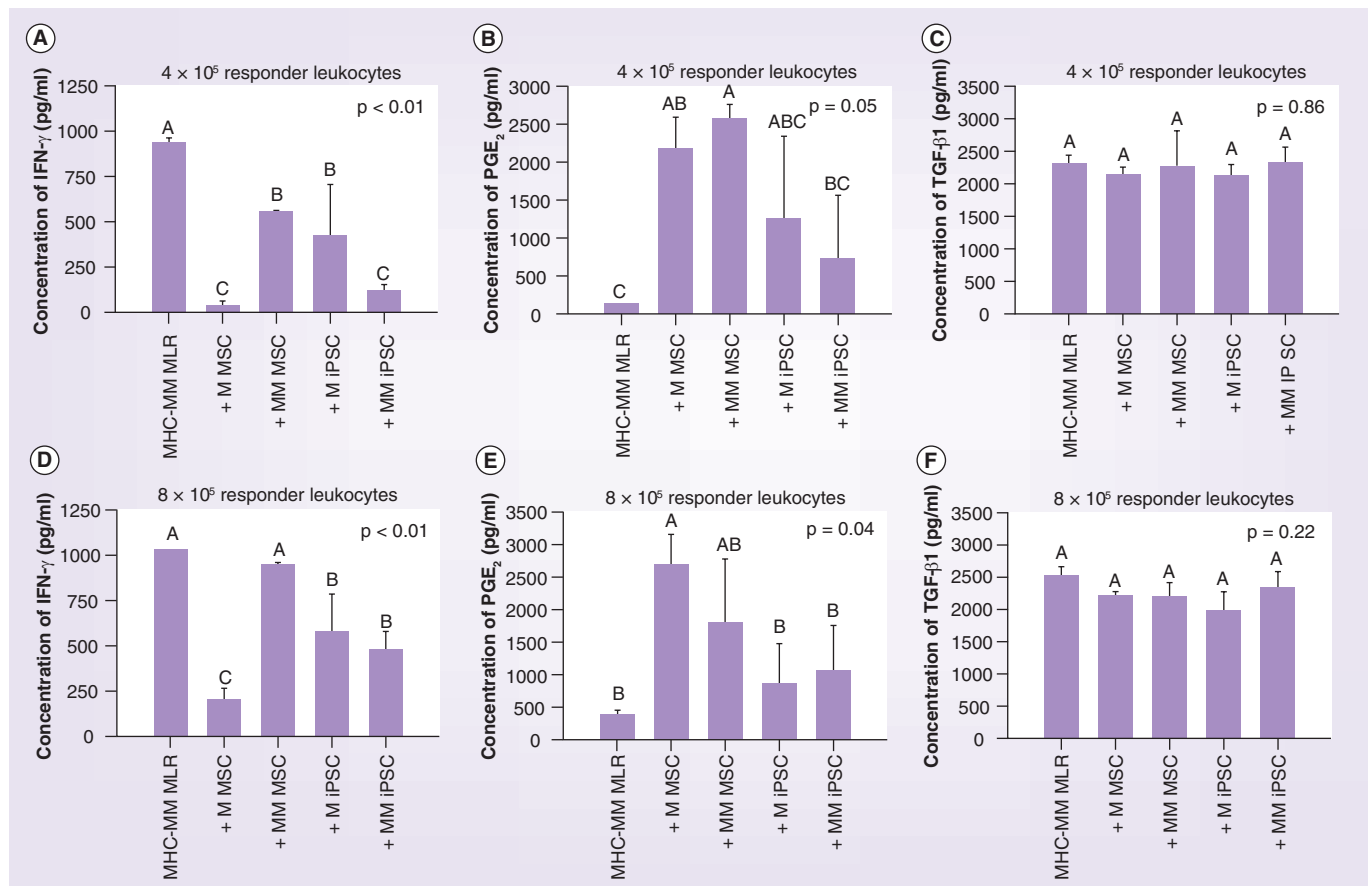 A
4 × 10⁵ responder leukocytes
Concentration of IFN-γ (pg/ml)
1250
1000
750
500
250
0
p < 0.01
A
C
B
B
C
MHC-MM MLR
+ M MSC
+ MM MSC
+ M iPSC
+ MM iPSC
B
4 × 10⁵ responder leukocytes
Concentration of PGE₂ (pg/ml)
3000
2500
2000
1500
1000
500
0
p = 0.05
C
AB
A
ABC
BC
MHC-MM MLR
+ M MSC
+ MM MSC
+ M iPSC
+ MM iPSC
C
4 × 10⁵ responder leukocytes
Concentration of TGF-β1 (pg/ml)
3500
3000
2500
2000
1500
1000
500
0
p = 0.86
A
A
A
A
A
MHC-MM MLR
+ M MSC
+ MM MSC
+ M iPSC
+ MM IP SC
D
8 × 10⁵ responder leukocytes
Concentration of IFN-γ (pg/ml)
1250
1000
750
500
250
0
p < 0.01
A
C
A
B
B
MHC-MM MLR
+ M MSC
+ MM MSC
+ M iPSC
+ MM iPSC
E
8 × 10⁵ responder leukocytes
Concentration of PGE₂ (pg/ml)
3500
3000
2500
2000
1500
1000
500
0
p = 0.04
B
A
AB
B
B
MHC-MM MLR
+ M MSC
+ MM MSC
+ M iPSC
+ MM iPSC
F
8 × 10⁵ responder leukocytes
Concentration of TGF-β1 (pg/ml)
3500
3000
2500
2000
1500
1000
500
0
p = 0.22
A
A
A
A
A
MHC-MM MLR
+ M MSC
+ MM MSC
+ M iPSC
+ MM iPSC